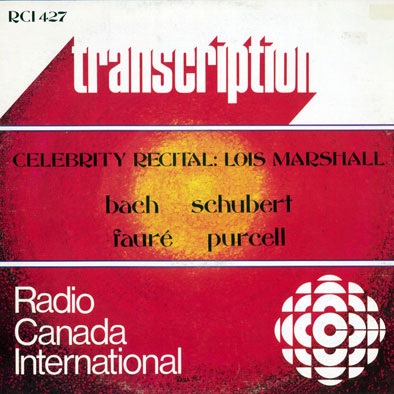 RCI 427
transcription
CELEBRITY RECITAL: LOIS MARSHALL
bach schubert
fauré purcell
Radio
Canada
International